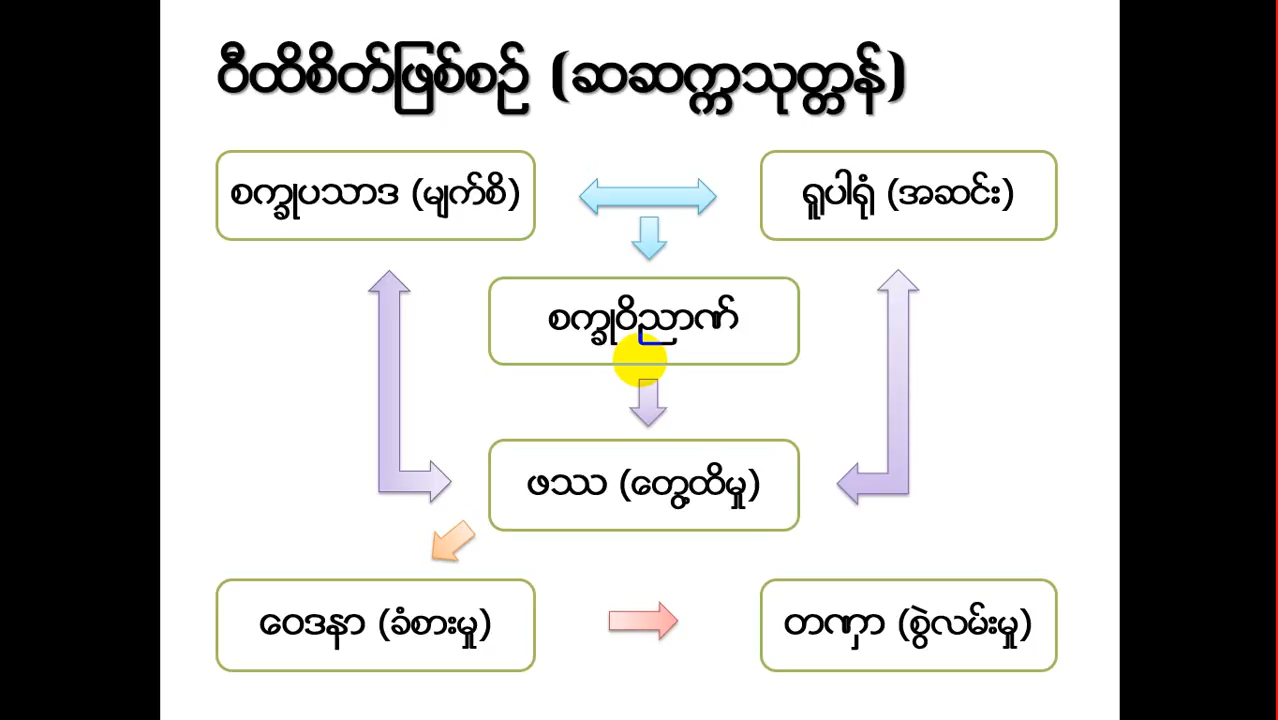 ဝီထိစိတ်ဖြစ်စဉ် (ဆဆက္ကသုတ္တန်)
စက္ခုပသာဒ (မျက်စိ)
ရူပါရုံ (အဆင်း)
စက္ခုဝိညာဏ်
ဖဿ (တွေ့ထိမှု)
ဝေဒနာ (ခံစားမှု)
တဏှာ (စွဲလမ်းမှု)